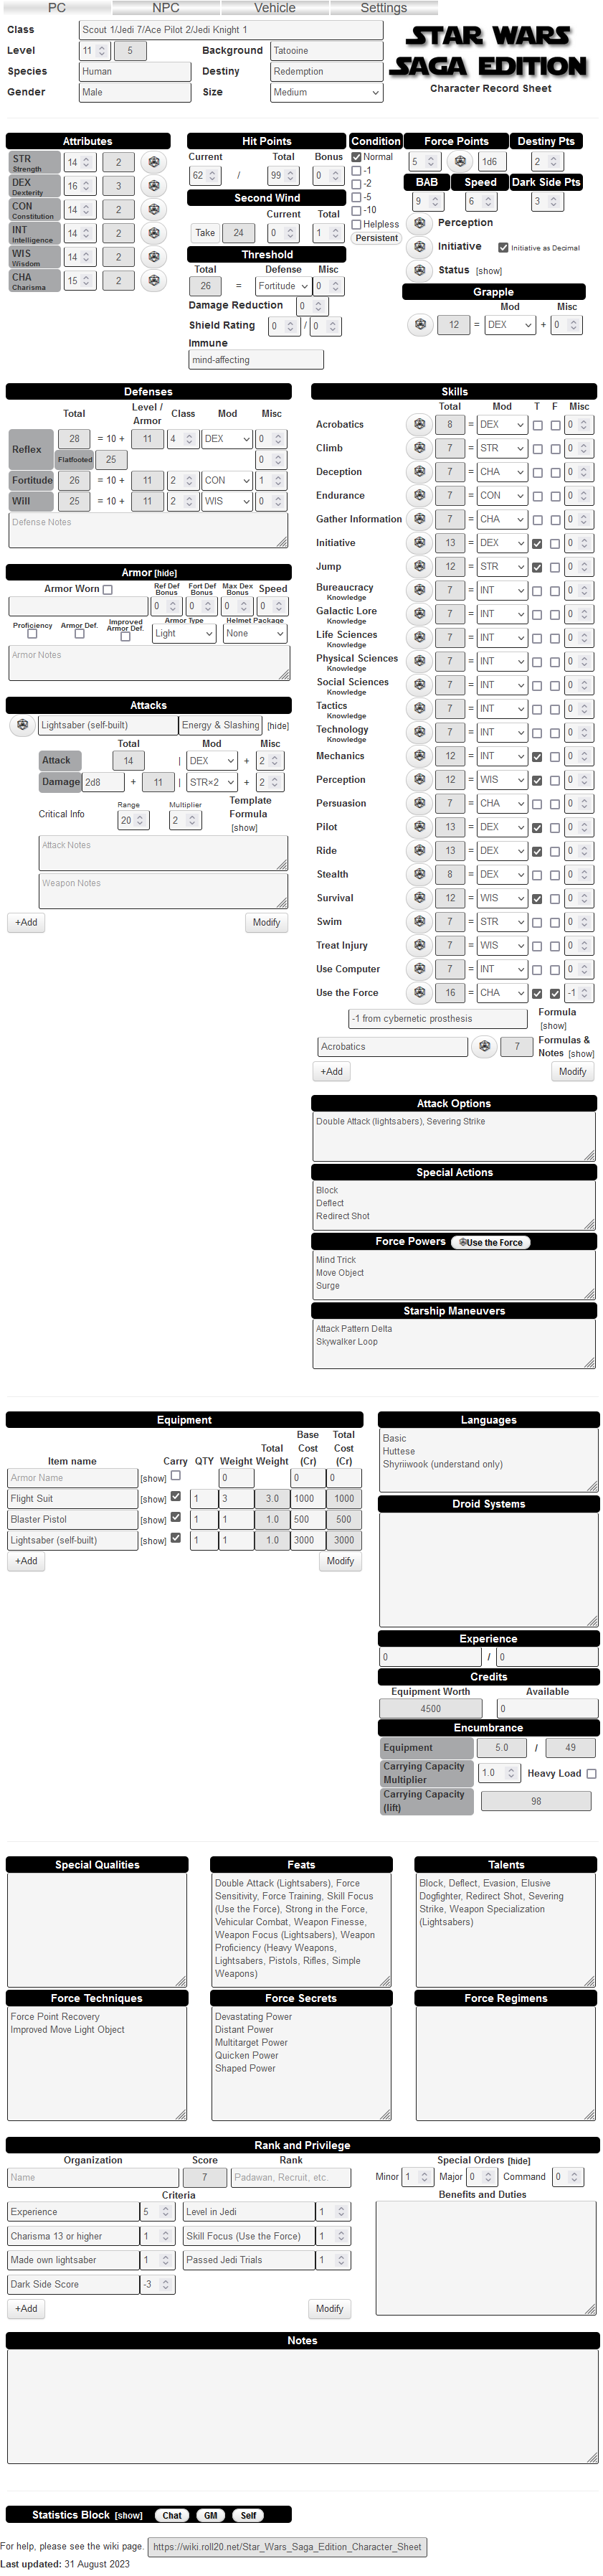 PC NPC Vehicle Settings
Class Scout 1/Jedi 7/Ace Pilot 2/Jedi Knight 1
STAR WARS
SAGA EDITION
Character Record Sheet
Level 11 5 Background Tatooine
Species Human Destiny Redemption
Gender Male Size Medium
Attributes
STR Strength 14 2
DEX Dexterity 16 3
CON Constitution 14 2
INT Intelligence 14 2
WIS Wisdom 14 2
CHA Charisma 15 2
Hit Points
Current Total Bonus
62 / 99 0
Second Wind
Current Total
Take 24 0 1
Threshold
Total Defense Misc
26 = Fortitude 0
Damage Reduction 0
Shield Rating 0 / 0
Immune
mind-affecting
Condition
Normal
-1
-2
-5
-10
Helpless
Persistent
Force Points Destiny Pts
5 1d6 2
BAB Speed Dark Side Pts
9 6 3
Perception
Initiative Initiative as Decimal
Status [show]
Grapple
Mod Misc
12 = DEX + 0
Defenses
Total Level / Armor Class Mod Misc
Reflex 28 = 10 + 11 4 DEX 0
Flatfooted 25 0
Fortitude 26 = 10 + 11 2 CON 1
Will 25 = 10 + 11 2 WIS 0
Defense Notes
Armor [hide]
Armor Worn Ref Def Bonus Fort Def Bonus Max Dex Bonus Speed
0 0 0 0
Proficiency Armor Def. Improved Armor Def. Armor Type Helmet Package
Light None
Armor Notes
Attacks
Lightsaber (self-built) Energy & Slashing [hide]
Total Mod Misc
Attack 14 | DEX + 2
Damage 2d8 + 11 | STR×2 + 2
Critical Info Range 20 Multiplier 2 Template Formula [show]
Attack Notes
Weapon Notes
+Add Modify
Skills
Total Mod T F Misc
Acrobatics 8 = DEX 0
Climb 7 = STR 0
Deception 7 = CHA 0
Endurance 7 = CON 0
Gather Information 7 = CHA 0
Initiative 13 = DEX 0
Jump 12 = STR 0
Bureaucracy Knowledge 7 = INT 0
Galactic Lore Knowledge 7 = INT 0
Life Sciences Knowledge 7 = INT 0
Physical Sciences Knowledge 7 = INT 0
Social Sciences Knowledge 7 = INT 0
Tactics Knowledge 7 = INT 0
Technology Knowledge 7 = INT 0
Mechanics 12 = INT 0
Perception 12 = WIS 0
Persuasion 7 = CHA 0
Pilot 13 = DEX 0
Ride 13 = DEX 0
Stealth 8 = DEX 0
Survival 12 = WIS 0
Swim 7 = STR 0
Treat Injury 7 = WIS 0
Use Computer 7 = INT 0
Use the Force 16 = CHA -1
-1 from cybernetic prosthesis Formula [show]
Acrobatics 7 Formulas & Notes [show]
+Add Modify
Attack Options
Double Attack (lightsabers), Severing Strike
Special Actions
Block
Deflect
Redirect Shot
Force Powers Use the Force
Mind Trick
Move Object
Surge
Starship Maneuvers
Attack Pattern Delta
Skywalker Loop
Equipment
Item name Carry QTY Weight Total Weight Base Cost (Cr) Total Cost (Cr)
Armor Name [show] 0 0 0
Flight Suit [show] 1 3 3.0 1000 1000
Blaster Pistol [show] 1 1 1.0 500 500
Lightsaber (self-built) [show] 1 1 1.0 3000 3000
+Add Modify
Languages
Basic
Huttese
Shyriiwook (understand only)
Droid Systems
Experience
0 / 0
Credits
Equipment Worth Available
4500 0
Encumbrance
Equipment 5.0 / 49
Carrying Capacity Multiplier 1.0 Heavy Load
Carrying Capacity (lift) 98
Special Qualities
Feats
Double Attack (Lightsabers), Force
Sensitivity, Force Training, Skill Focus
(Use the Force), Strong in the Force,
Vehicular Combat, Weapon Finesse,
Weapon Focus (Lightsabers), Weapon
Proficiency (Heavy Weapons,
Lightsabers, Pistols, Rifles, Simple
Weapons)
Talents
Block, Deflect, Evasion, Elusive
Dogfighter, Redirect Shot, Severing
Strike, Weapon Specialization
(Lightsabers)
Force Techniques
Force Point Recovery
Improved Move Light Object
Force Secrets
Devastating Power
Distant Power
Multitarget Power
Quicken Power
Shaped Power
Force Regimens
Rank and Privilege
Organization Score Rank
Name 7 Padawan, Recruit, etc.
Criteria
Experience 5 Level in Jedi 1
Charisma 13 or higher 1 Skill Focus (Use the Force) 1
Made own lightsaber 1 Passed Jedi Trials 1
Dark Side Score -3
+Add Modify
Special Orders [hide]
Minor 1 Major 0 Command 0
Benefits and Duties
Notes
Statistics Block [show] Chat GM Self
For help, please see the wiki page. https://wiki.roll20.net/Star_Wars_Saga_Edition_Character_Sheet
Last updated: 31 August 2023